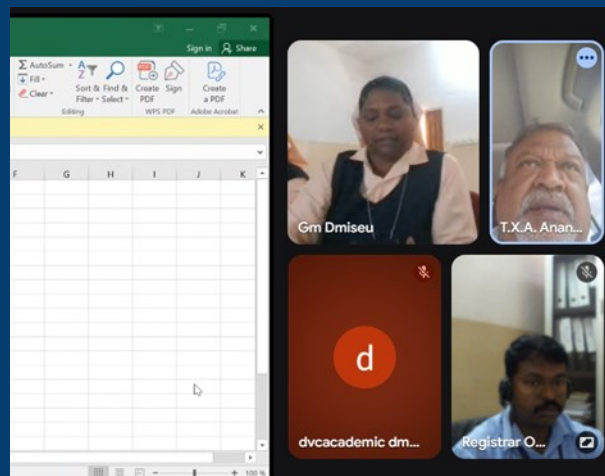 Sign in Share
AutoSum
Fill
Clear
Sort & Find &
Filter Select
Create Sign
PDF
Create
a PDF
Editing
WPS PDF
Adobe Acrobat
F G H I J K
100 %
Gm Dmiseu
T.X.A. Anan...
d
dvcacademic dm...
Registrar O...